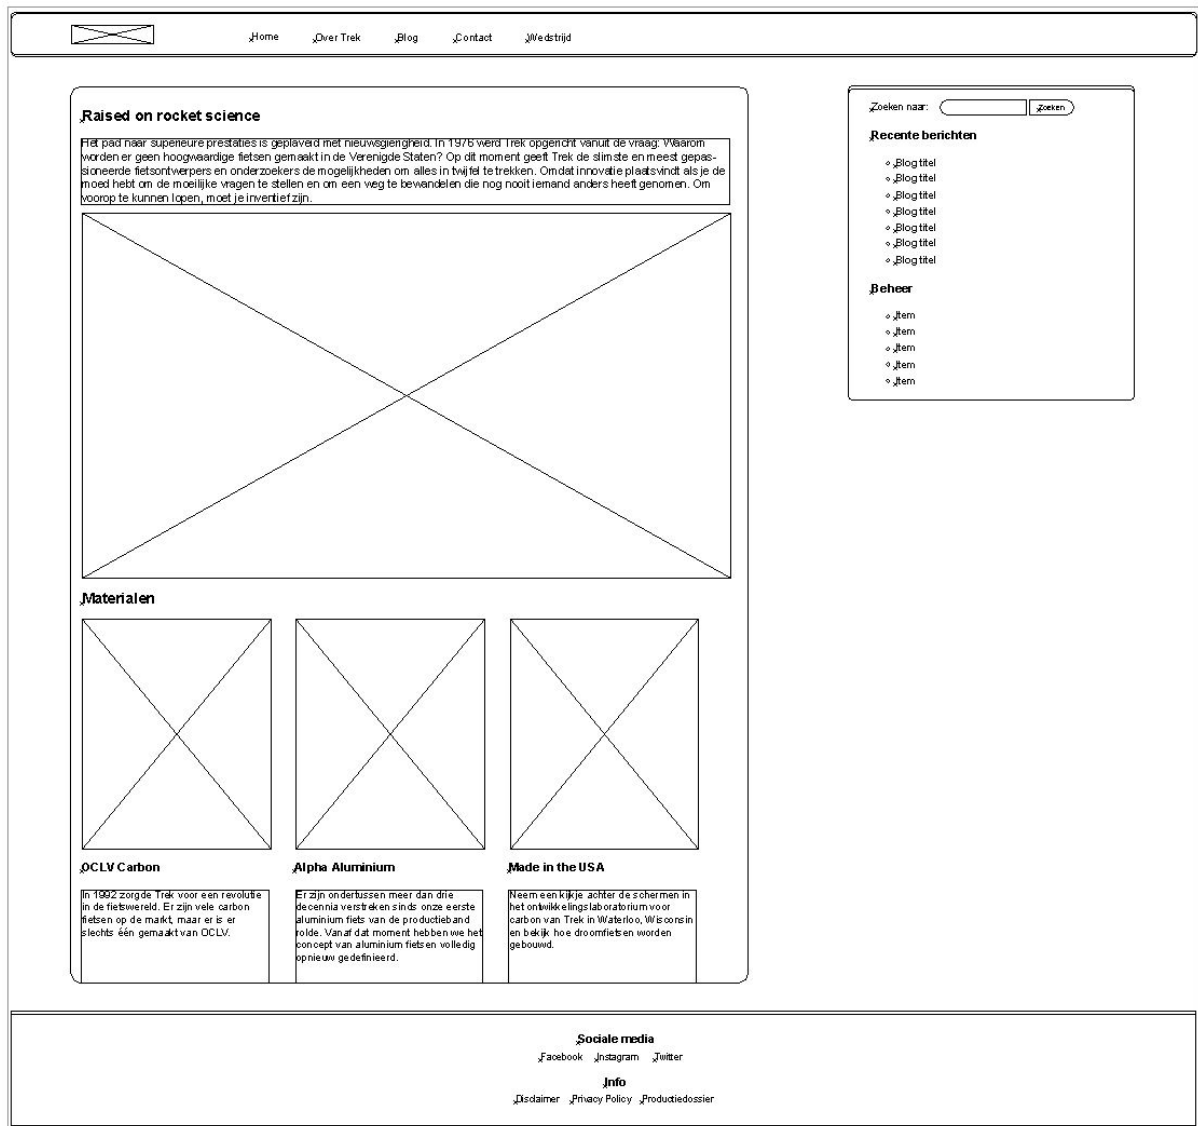 Home Over Trek Blog Contact Wedstrijd
Raised on rocket science
Het pad naar superieure prestaties is geplaveid met nieuwsgierigheid. In 1976 werd Trek opgericht vanuit de vraag: Waarom
worden er geen hoogwaardige fietsen gemaakt in de Verenigde Staten? Op dit moment geeft Trek de slimste en meest gepas-
sioneerde fietsontwerpers en onderzoekers de mogelijkheden om alles in twijfel te trekken. Omdat innovatie plaatsvindt als je de
moed hebt om de moeilijke vragen te stellen en om een weg te bewandelen die nog nooit iemand anders heeft genomen. Om
voorop te kunnen lopen, moet je inventief zijn.
Materialen
OCLV Carbon
In 1992 zorgde Trek voor een revolutie
in de fietswereld. Er zijn vele carbon
fietsen op de markt, maar er is er
slechts één gemaakt van OCLV.
Alpha Aluminium
Er zijn ondertussen meer dan drie
decennia verstreken sinds onze eerste
aluminium fiets van de productieband
rolde. Vanaf dat moment hebben we het
concept van aluminium fietsen volledig
opnieuw gedefinieerd.
Made in the USA
Neem een kijkje achter de schermen in
het ontwikkelingslaboratorium voor
carbon van Trek in Waterloo, Wisconsin
en bekijk hoe droomfietsen worden
gebouwd.
Zoeken naar: Zoeken
Recente berichten
Blog titel
Blog titel
Blog titel
Blog titel
Blog titel
Blog titel
Blog titel
Beheer
Item
Item
Item
Item
Item
Sociale media
Facebook Instagram Twitter
Info
Disclaimer Privacy Policy Productiedossier